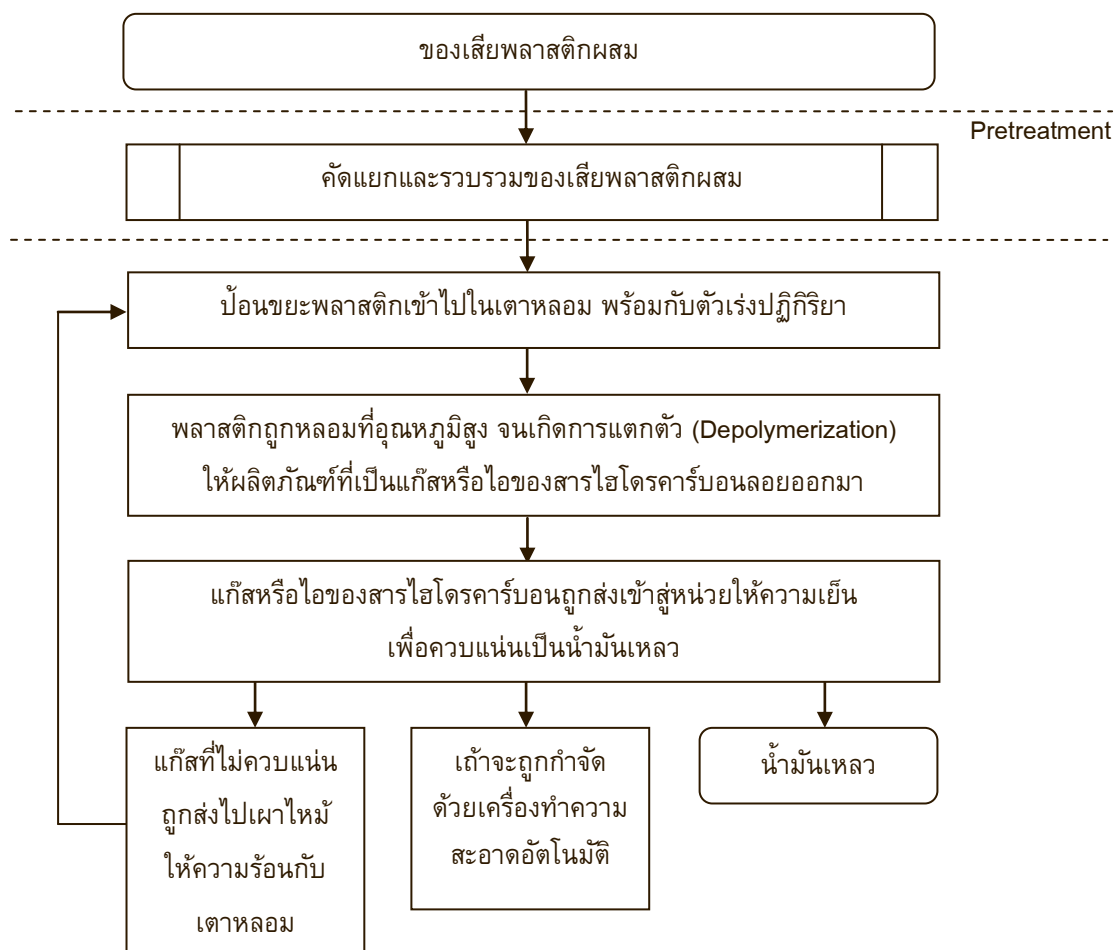 ของเสียพลาสติกผสม
Pretreatment
คัดแยกและรวบรวมของเสียพลาสติกผสม
ป้อนขยะพลาสติกเข้าไปในเตาหลอม พร้อมกับตัวเร่งปฏิกิริยา
พลาสติกถูกหลอมที่อุณหภูมิสูง จนเกิดการแตกตัว (Depolymerization)
ให้ผลิตภัณฑ์ที่เป็นแก๊สหรือไอของสารไฮโดรคาร์บอนลอยออกมา
แก๊สหรือไอของสารไฮโดรคาร์บอนถูกส่งเข้าสู่หน่วยให้ความเย็น
เพื่อควบแน่นเป็นน้ำมันเหลว
แก๊สที่ไม่ควบแน่น
ถูกส่งไปเผาไหม้
ให้ความร้อนกับ
เตาหลอม
เถ้าจะถูกกำจัด
ด้วยเครื่องทำความ
สะอาดอัตโนมัติ
น้ำมันเหลว